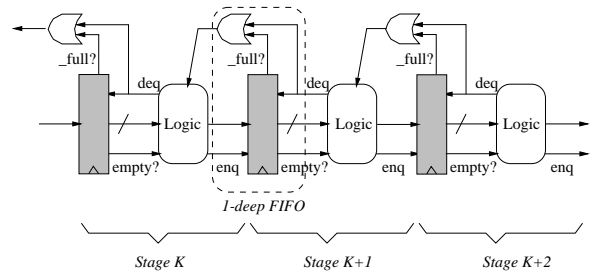 _full?
_full?
_full?
deq
deq
deq
Logic
Logic
Logic
empty?
enq
empty?
enq
empty?
enq
1-deep FIFO
Stage K
Stage K+1
Stage K+2